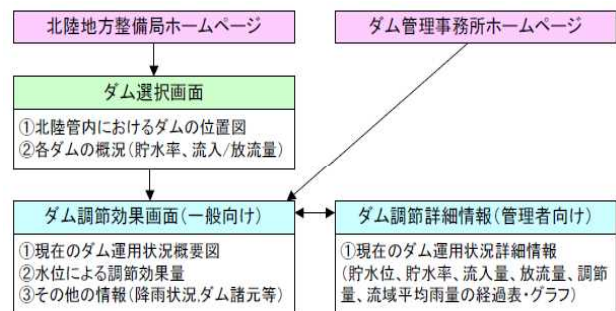 北陸地方整備局ホームページ
ダム管理事務所ホームページ
ダム選択画面
①北陸管内におけるダムの位置図
②各ダムの概況(貯水率、流入/放流量)
ダム調節効果画面(一般向け)
①現在のダム運用状況概要図
②水位による調節効果量
③その他の情報(降雨状況,ダム諸元等)
ダム調節詳細情報(管理者向け)
①現在のダム運用状況詳細情報
(貯水位、貯水率、流入量、放流量、調節
量、流域平均雨量の経過表・グラフ)